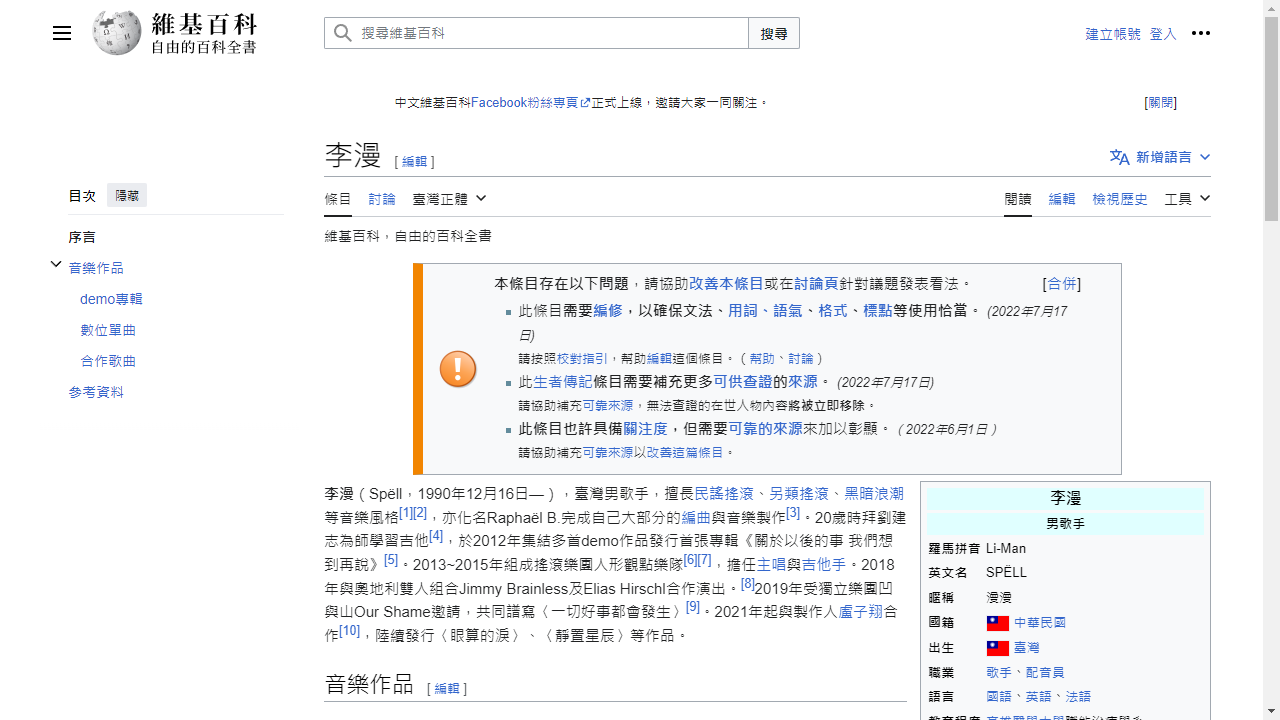 維基百科
自由的百科全書
搜尋維基百科
搜尋
建立帳號 登入
中文維基百科Facebook粉絲專頁正式上線，邀請大家一同關注。
[關閉]
李漫 [ 編輯 ]
新增語言
目次 隱藏
序言
音樂作品
demo專輯
數位單曲
合作歌曲
參考資料
條目 討論 臺灣正體
閱讀 編輯 檢視歷史 工具
維基百科，自由的百科全書
本條目存在以下問題，請協助改善本條目或在討論頁針對議題發表看法。 [合併]
此條目需要編修，以確保文法、用詞、語氣、格式、標點等使用恰當。 (2022年7月17
日)
請按照校對指引，幫助編輯這個條目。（幫助、討論）
此生者傳記條目需要補充更多可供查證的來源。 (2022年7月17日)
請協助補充可靠來源，無法查證的在世人物內容將被立即移除。
此條目也許具備關注度，但需要可靠的來源來加以彰顯。（2022年6月1日）
請協助補充可靠來源以改善這篇條目。
李漫（Spëll，1990年12月16日—），臺灣男歌手，擅長民謠搖滾、另類搖滾、黑暗浪潮
等音樂風格[1][2]，亦化名Raphaël B.完成自己大部分的編曲與音樂製作[3]。20歲時拜劉建
志為師學習吉他[4]，於2012年集結多首demo作品發行首張專輯《關於以後的事 我們想
到再說》[5]。2013~2015年組成搖滾樂團人形觀點樂隊[6][7]，擔任主唱與吉他手。2018
年與奧地利雙人組合Jimmy Brainless及Elias Hirschl合作演出。[8]2019年受獨立樂團凹
與山Our Shame邀請，共同譜寫〈一切好事都會發生〉[9]。2021年起與製作人盧子翔合
作[10]，陸續發行〈眼算的淚〉、〈靜置星辰〉等作品。
音樂作品 [ 編輯 ]
李漫
男歌手
羅馬拼音 Li-Man
英文名 SPËLL
暱稱 漫漫
國籍 中華民國
出生 臺灣
職業 歌手、配音員
語言 國語、英語、法語
教育程度 高雄醫學大學職能治療學系